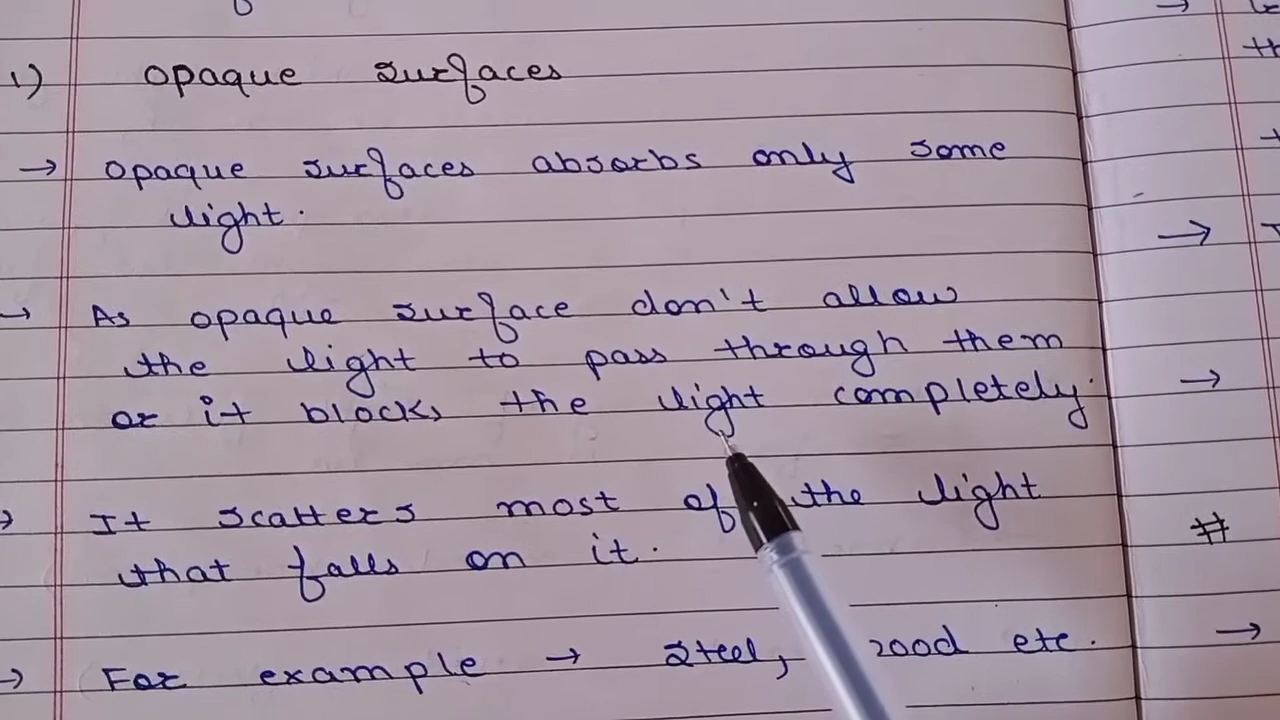 1) opaque surfaces
→ opaque surfaces absorbs only some
light.
→ As opaque surface don't allow
the light to pass through them
or it blocks the light completely.
→ It scatters most of the light
that falls on it.
→ For example → Steel, wood etc.
→
→
→
#
→